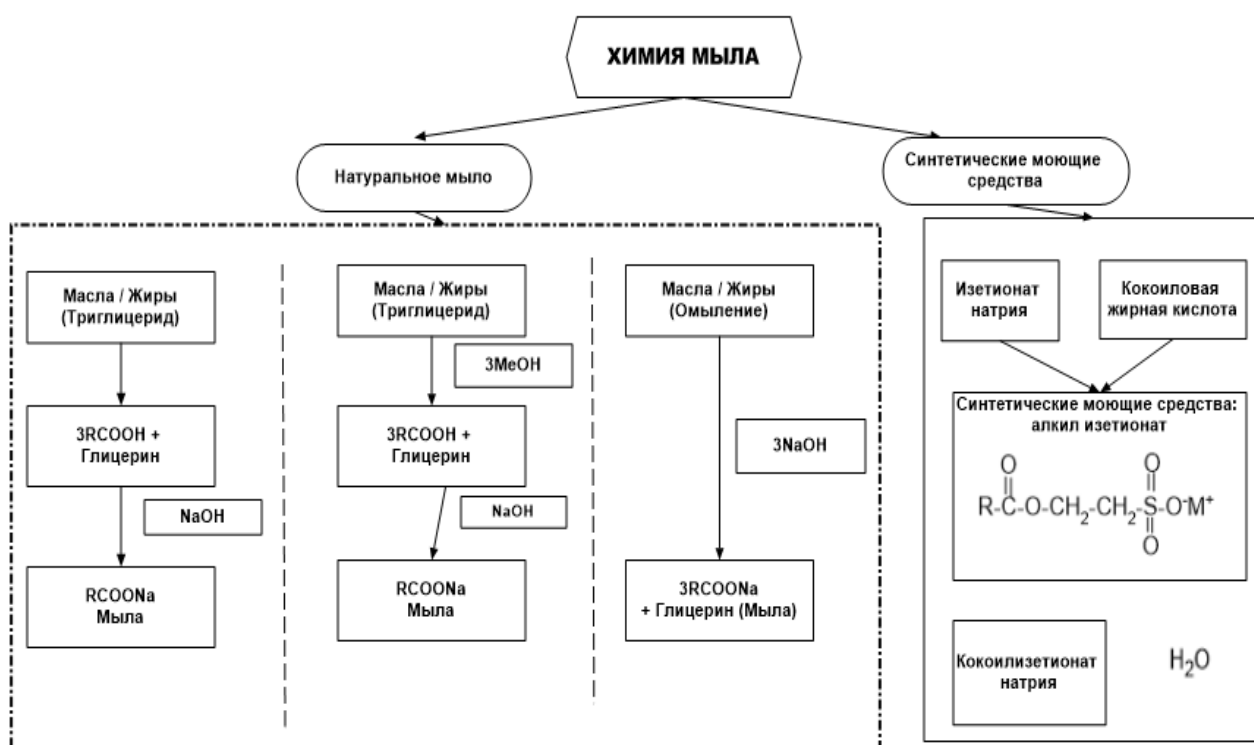 ХИМИЯ МЫЛА
Натуральное мыло
Синтетические моющие
средства
Масла / Жиры
(Триглицерид)
3RCOOH +
Глицерин
NaOH
RCOONa
Мыла
Масла / Жиры
(Триглицерид)
3MeOH
3RCOOH +
Глицерин
NaOH
RCOONa
Мыла
Масла / Жиры
(Омыление)
3NaOH
3RCOONa
+ Глицерин (Мыла)
Изетионат
натрия
Кокоиловая
жирная кислота
Синтетические моющие средства:
алкил изетионат
O O
R-C-O-CH₂-CH₂-S-O⁻M⁺
O
Кокоилизетионат
натрия
H₂O